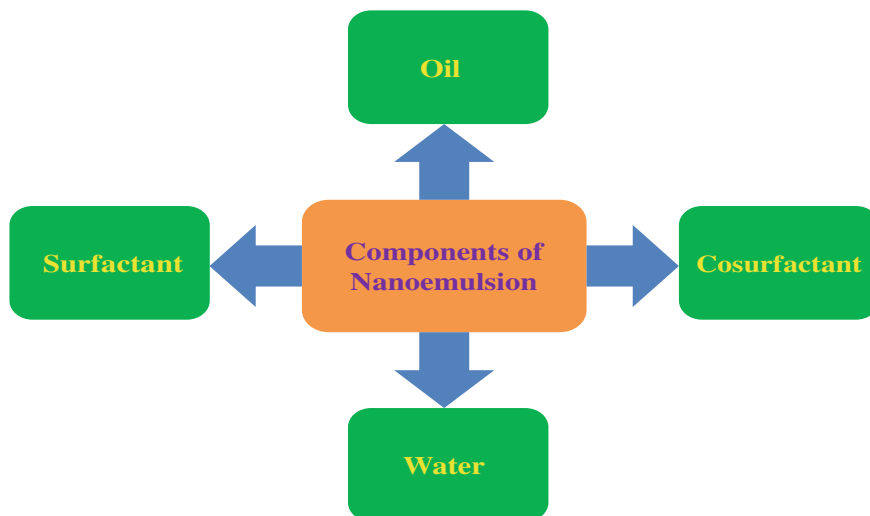 Oil
Surfactant
Components of
Nanoemulsion
Cosurfactant
Water